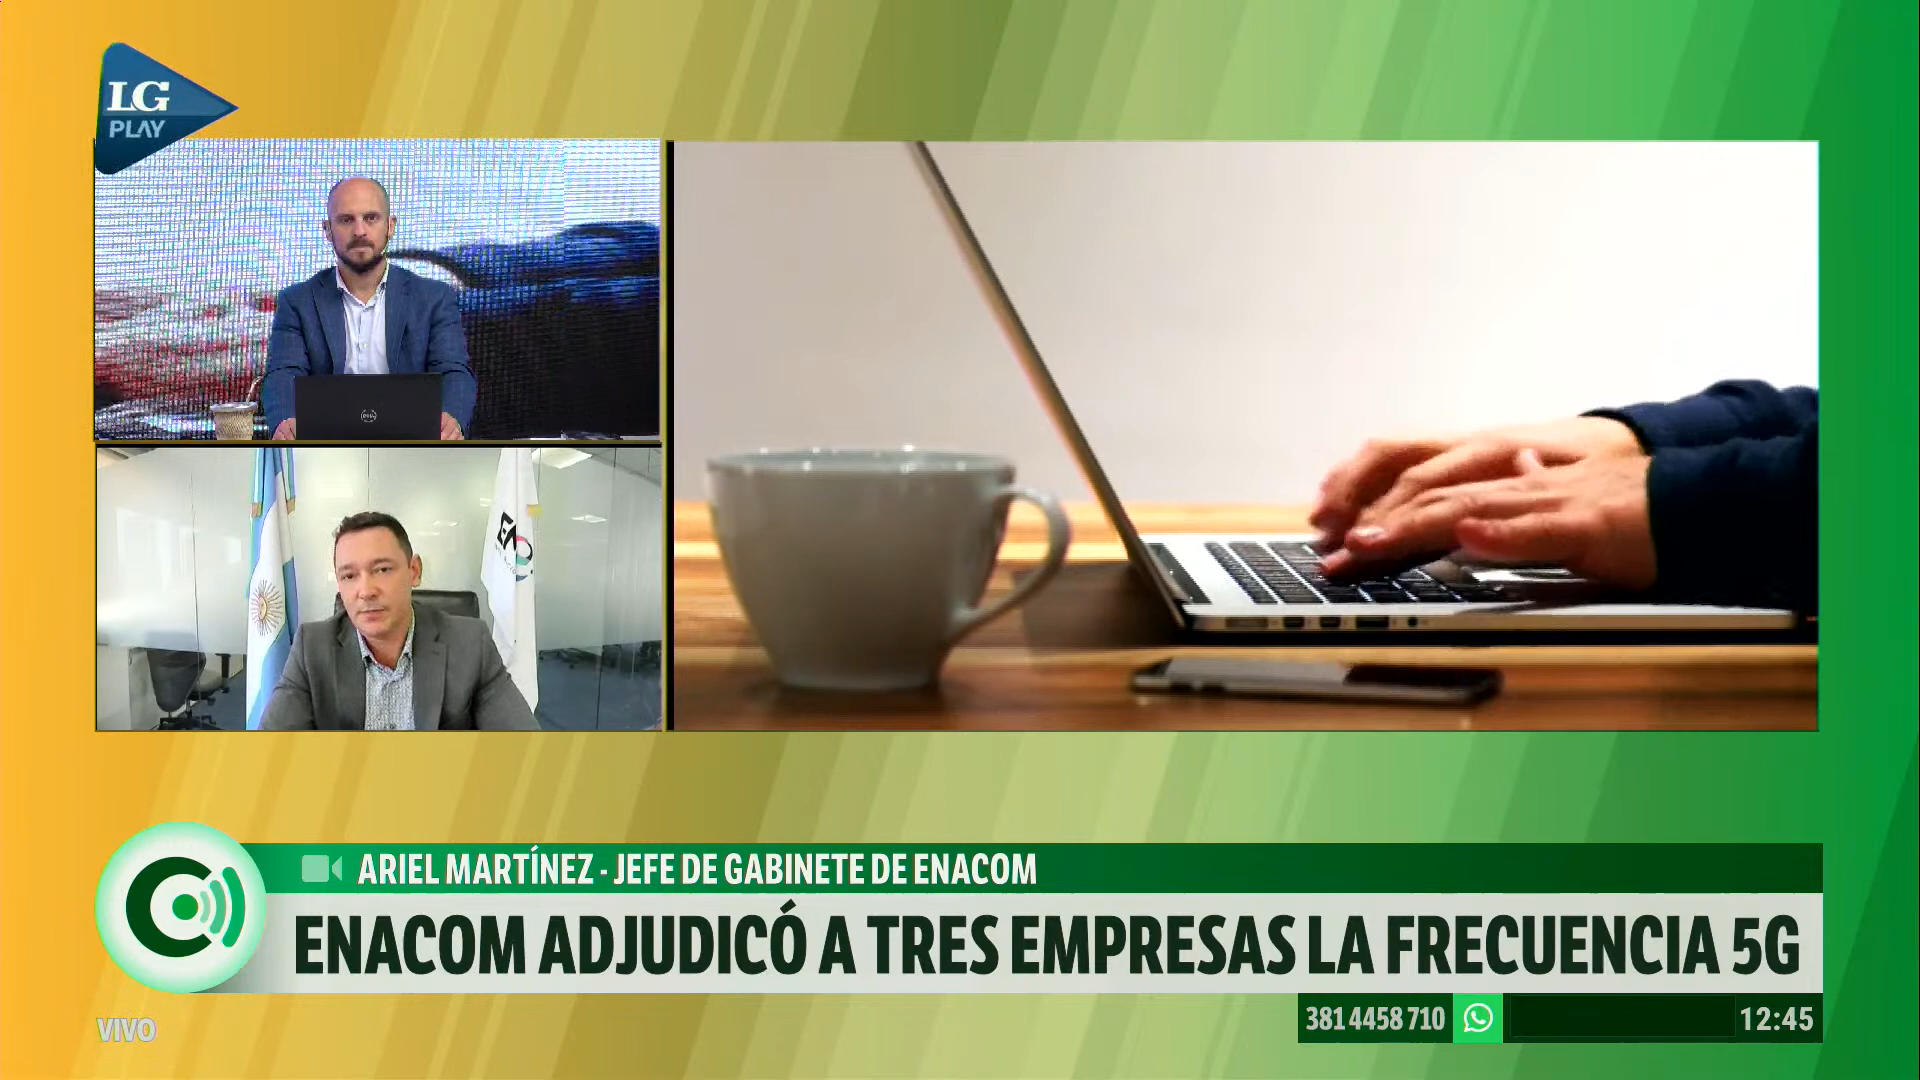 LG
PLAY
DELL
ARIEL MARTÍNEZ - JEFE DE GABINETE DE ENACOM
ENACOM ADJUDICÓ A TRES EMPRESAS LA FRECUENCIA 5G
VIVO
381 4458 710
12:45